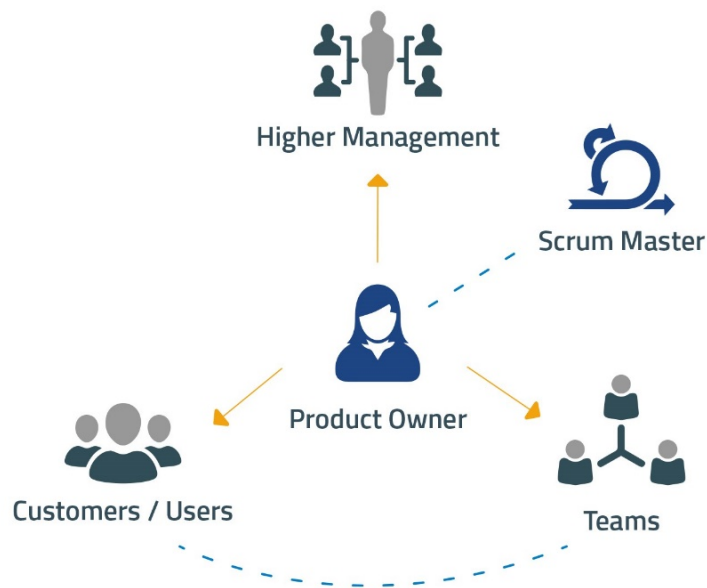 Higher Management
Scrum Master
Product Owner
Customers / Users
Teams